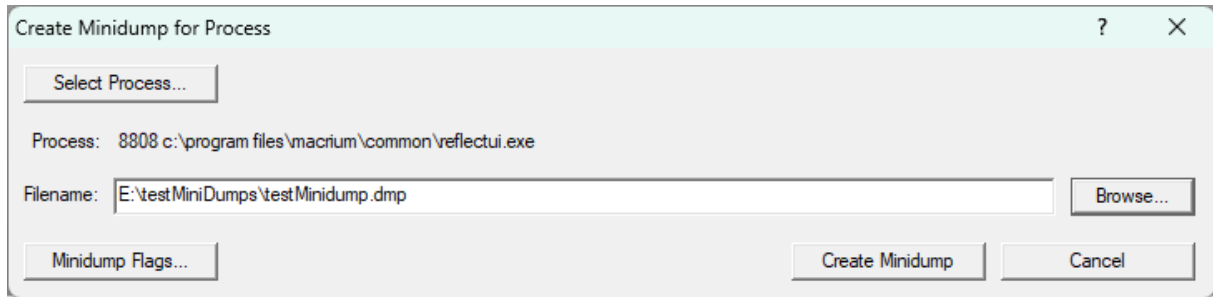 Create Minidump for Process ?
Select Process...
Process: 8808 c:\program files\macrium\common\reflectui.exe
Filename: E:\testMiniDumps\testMinidump.dmp Browse...
Minidump Flags... Create Minidump Cancel